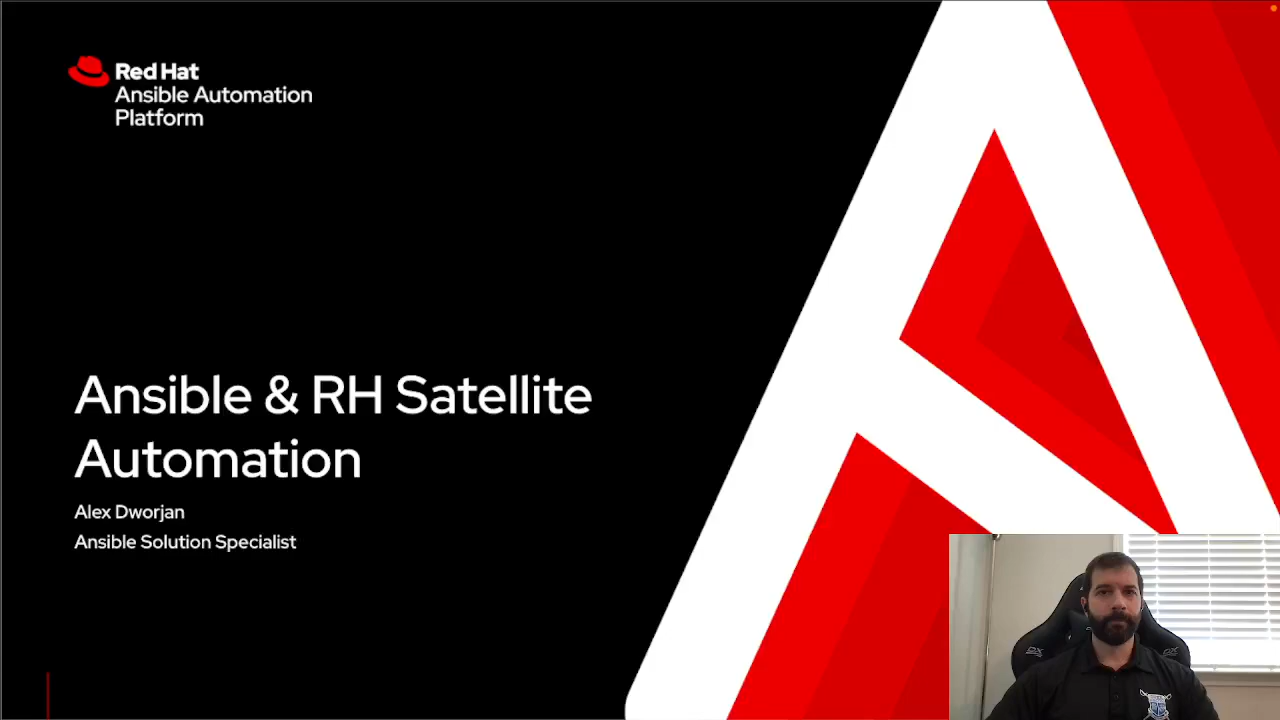 Red Hat
Ansible Automation
Platform
Ansible & RH Satellite
Automation
Alex Dworjan
Ansible Solution Specialist